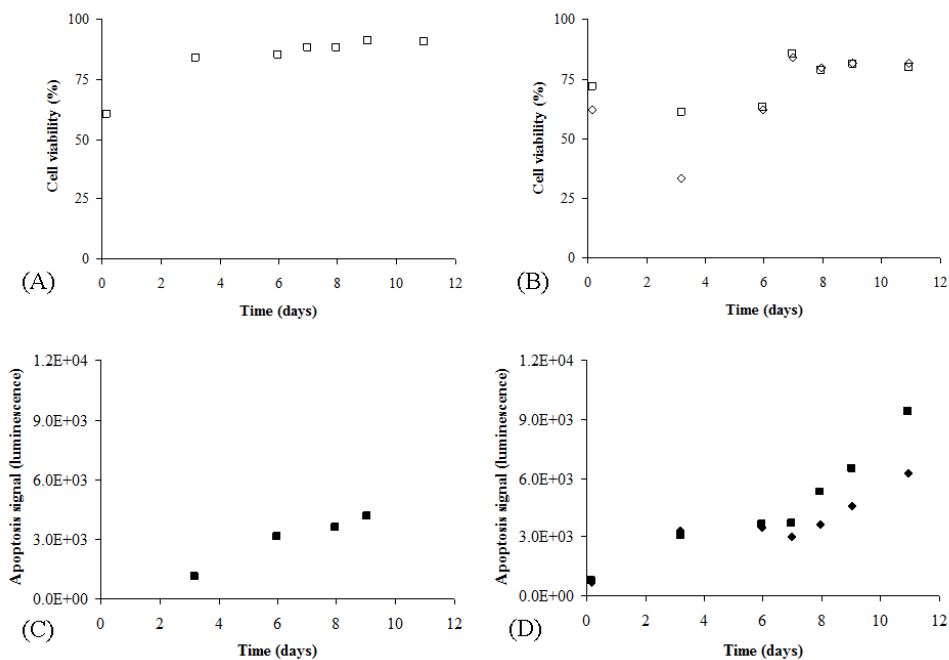 100
75
50
25
0
Cell viability (%)
0 2 4 6 8 10 12
Time (days)
(A)
100
75
50
25
0
Cell viability (%)
0 2 4 6 8 10 12
Time (days)
(B)
1.2E+04
9.0E+03
6.0E+03
3.0E+03
0.0E+00
Apoptosis signal (luminescence)
0 2 4 6 8 10 12
Time (days)
(C)
1.2E+04
9.0E+03
6.0E+03
3.0E+03
0.0E+00
Apoptosis signal (luminescence)
0 2 4 6 8 10 12
Time (days)
(D)